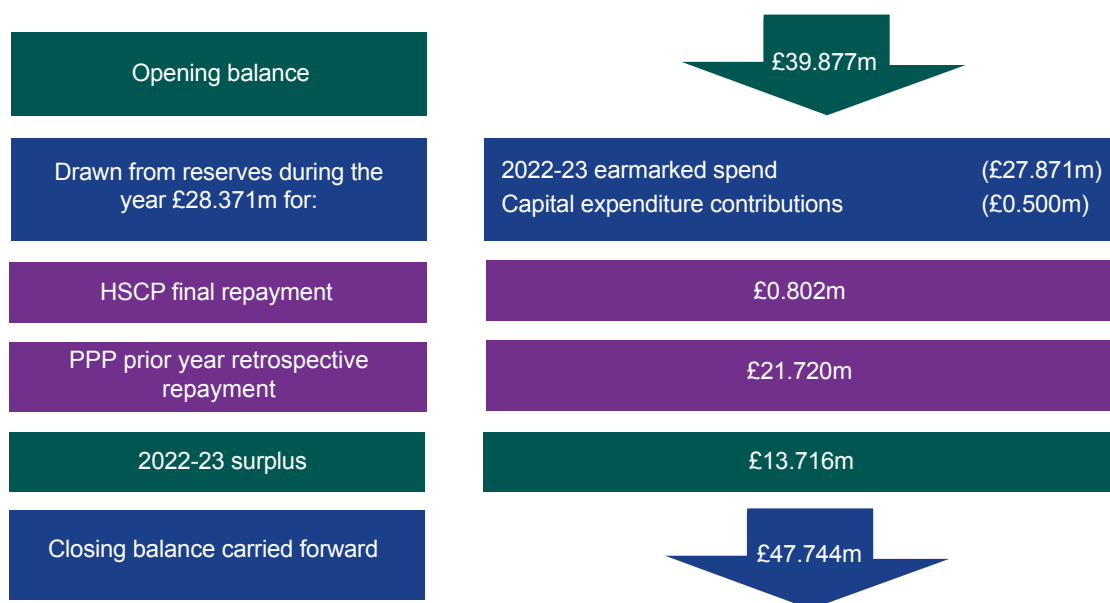 Opening balance
£39.877m
Drawn from reserves during the
year £28.371m for:
2022-23 earmarked spend (£27.871m)
Capital expenditure contributions (£0.500m)
HSCP final repayment
£0.802m
PPP prior year retrospective
repayment
£21.720m
2022-23 surplus
£13.716m
Closing balance carried forward
£47.744m